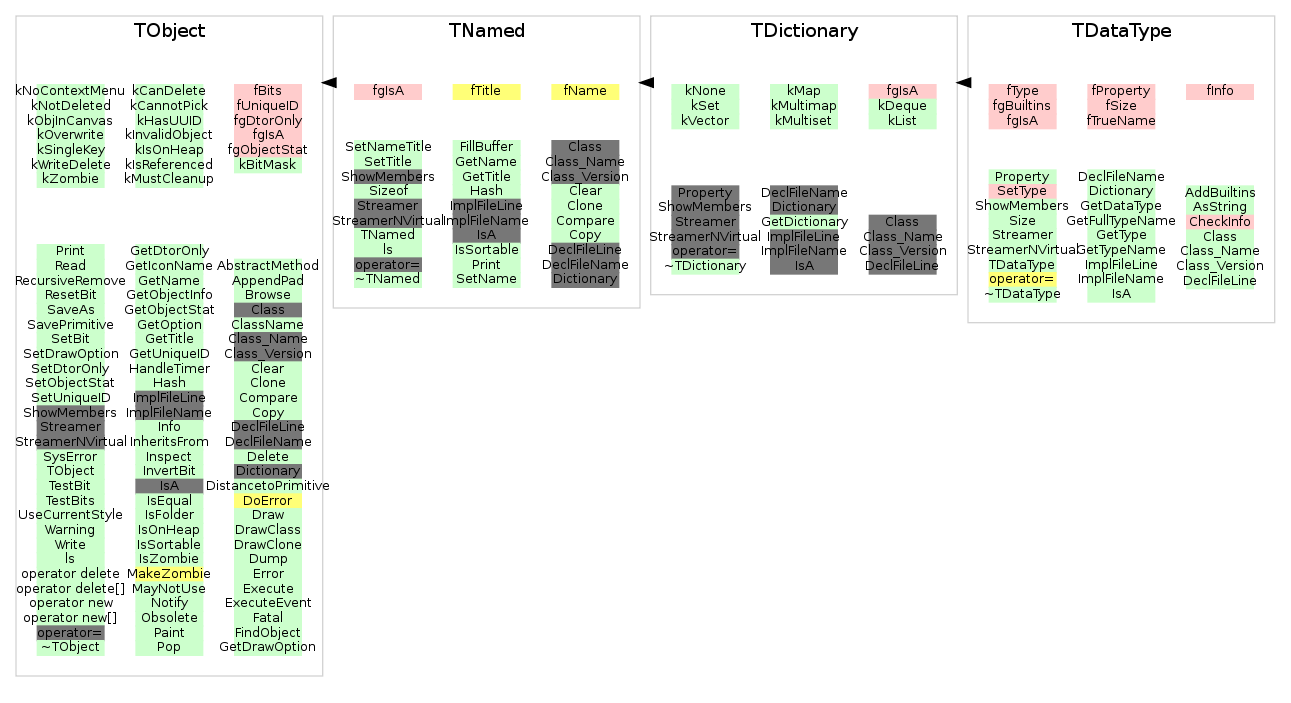 TObject
kNoContextMenu
kNotDeleted
kObjInCanvas
kOverwrite
kSingleKey
kWriteDelete
kZombie
kCanDelete
kCannotPick
kHasUUID
kInvalidObject
kIsOnHeap
kIsReferenced
kMustCleanup
fBits
fUniqueID
fgDtorOnly
fgIsA
fgObjectStat
kBitMask
Print
Read
RecursiveRemove
ResetBit
SaveAs
SavePrimitive
SetBit
SetDrawOption
SetDtorOnly
SetObjectStat
SetUniqueID
ShowMembers
Streamer
StreamerNVirtual
SysError
TObject
TestBit
TestBits
UseCurrentStyle
Warning
Write
ls
operator delete
operator delete[]
operator new
operator new[]
operator=
~TObject
GetDtorOnly
GetIconName
GetName
GetObjectInfo
GetObjectStat
GetOption
GetTitle
GetUniqueID
HandleTimer
Hash
ImplFileLine
ImplFileName
Info
InheritsFrom
Inspect
InvertBit
IsA
IsEqual
IsFolder
IsOnHeap
IsSortable
IsZombie
MakeZombie
MayNotUse
Notify
Obsolete
Paint
Pop
AbstractMethod
AppendPad
Browse
Class
ClassName
Class_Name
Class_Version
Clear
Clone
Compare
Copy
DeclFileLine
DeclFileName
Delete
Dictionary
DistancetoPrimitive
DoError
Draw
DrawClass
DrawClone
Dump
Error
Execute
ExecuteEvent
Fatal
FindObject
GetDrawOption
TNamed
fgIsA
fTitle
fName
SetNameTitle
SetTitle
ShowMembers
Sizeof
Streamer
StreamerNVirtual
TNamed
ls
operator=
~TNamed
FillBuffer
GetName
GetTitle
Hash
ImplFileLine
ImplFileName
IsA
IsSortable
Print
SetName
Class
Class_Name
Class_Version
Clear
Clone
Compare
Copy
DeclFileLine
DeclFileName
Dictionary
TDictionary
kNone
kSet
kVector
kMap
kMultimap
kMultiset
fgIsA
kDeque
kList
Property
ShowMembers
Streamer
StreamerNVirtual
operator=
~TDictionary
DeclFileName
Dictionary
GetDictionary
ImplFileLine
ImplFileName
IsA
Class
Class_Name
Class_Version
DeclFileLine
TDataType
fType
fgBuiltins
fgIsA
fProperty
fSize
fTrueName
fInfo
Property
SetType
ShowMembers
Size
Streamer
StreamerNVirtual
TDataType
operator=
~TDataType
DeclFileName
Dictionary
GetDataType
GetFullTypeName
GetType
GetTypeName
ImplFileLine
ImplFileName
IsA
AddBuiltins
AsString
CheckInfo
Class
Class_Name
Class_Version
DeclFileLine